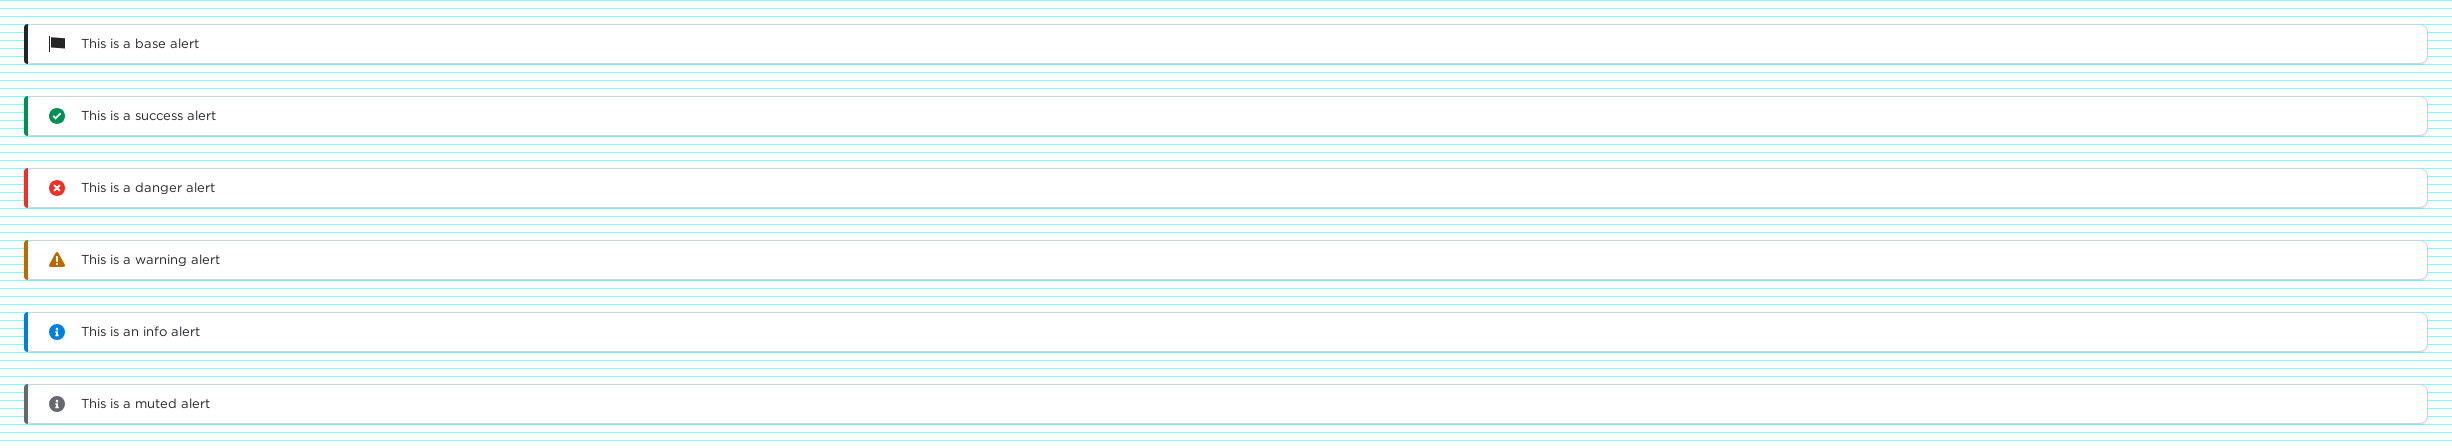 This is a base alert
This is a success alert
This is a danger alert
This is a warning alert
This is an info alert
This is a muted alert